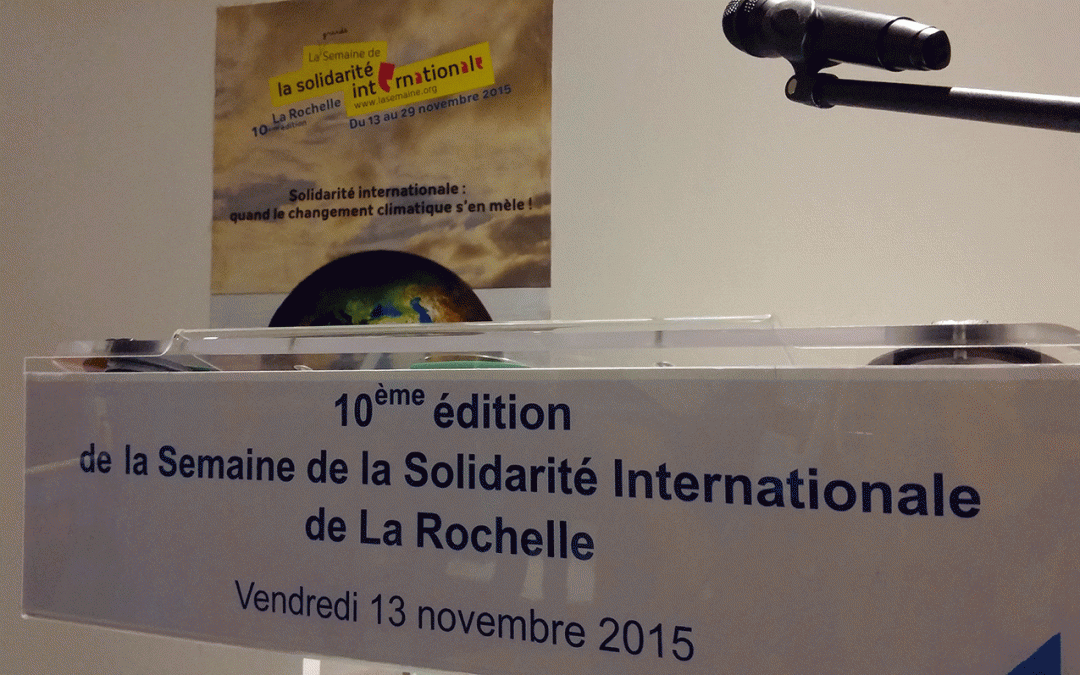 grande
La Semaine de
la solidarité
internationale
www.lasemaine.org
La Rochelle
10ème édition
Du 13 au 29 novembre 2015
Solidarité internationale :
quand le changement climatique s'en mèle !
10ème édition
de la Semaine de la Solidarité Internationale
de La Rochelle
Vendredi 13 novembre 2015